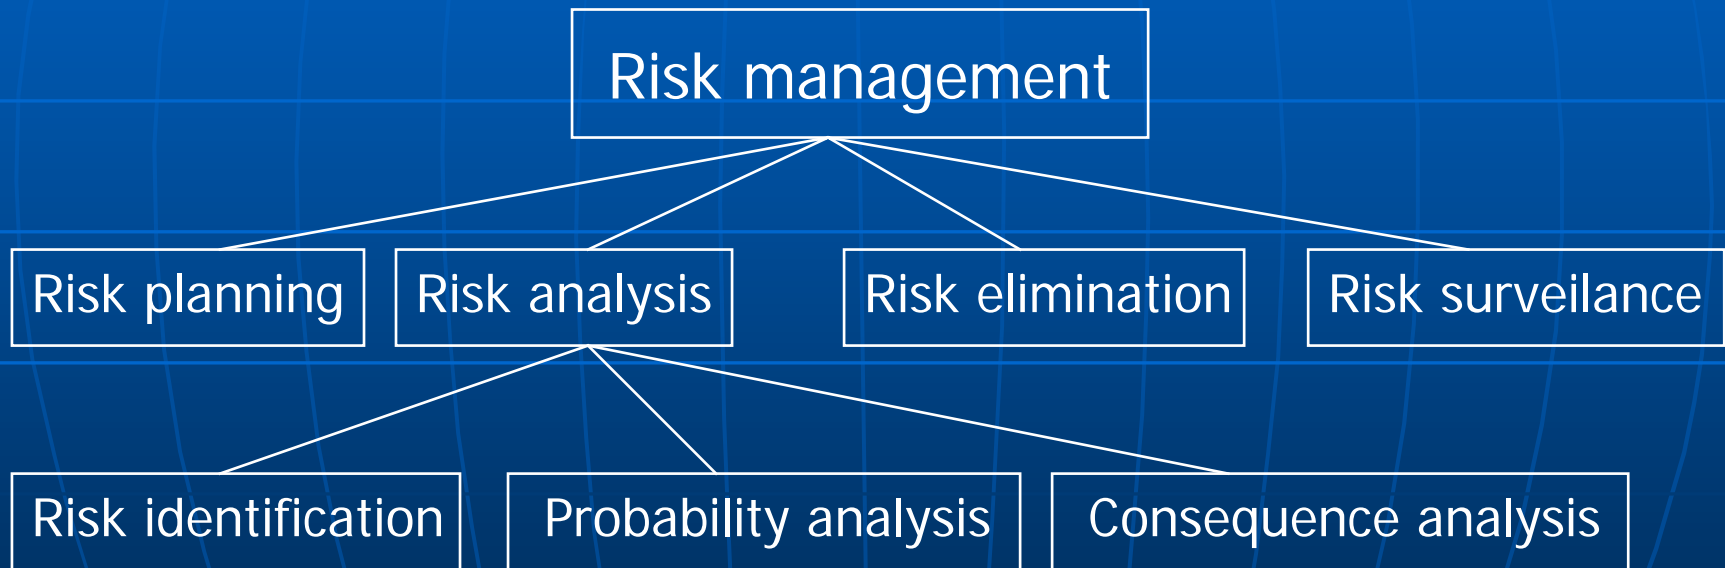 Risk management
Risk planning
Risk analysis
Risk elimination
Risk surveilance
Risk identification
Probability analysis
Consequence analysis